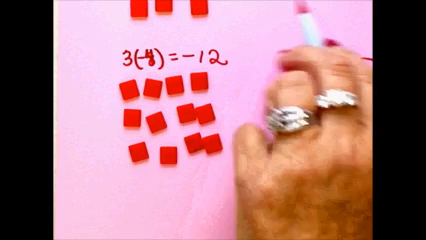 3(-4) = -12